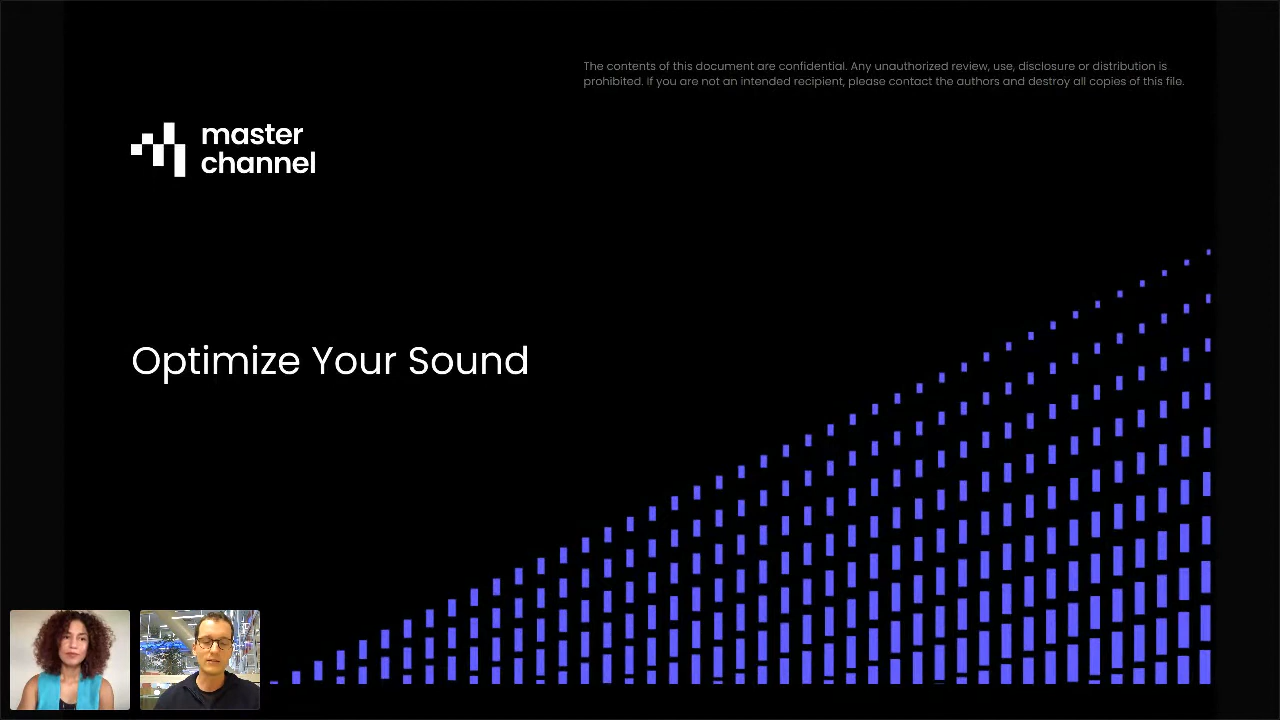 The contents of this document are confidential. Any unauthorized review, use, disclosure or distribution is
prohibited. If you are not an intended recipient, please contact the authors and destroy all copies of this file.
master
channel
Optimize Your Sound